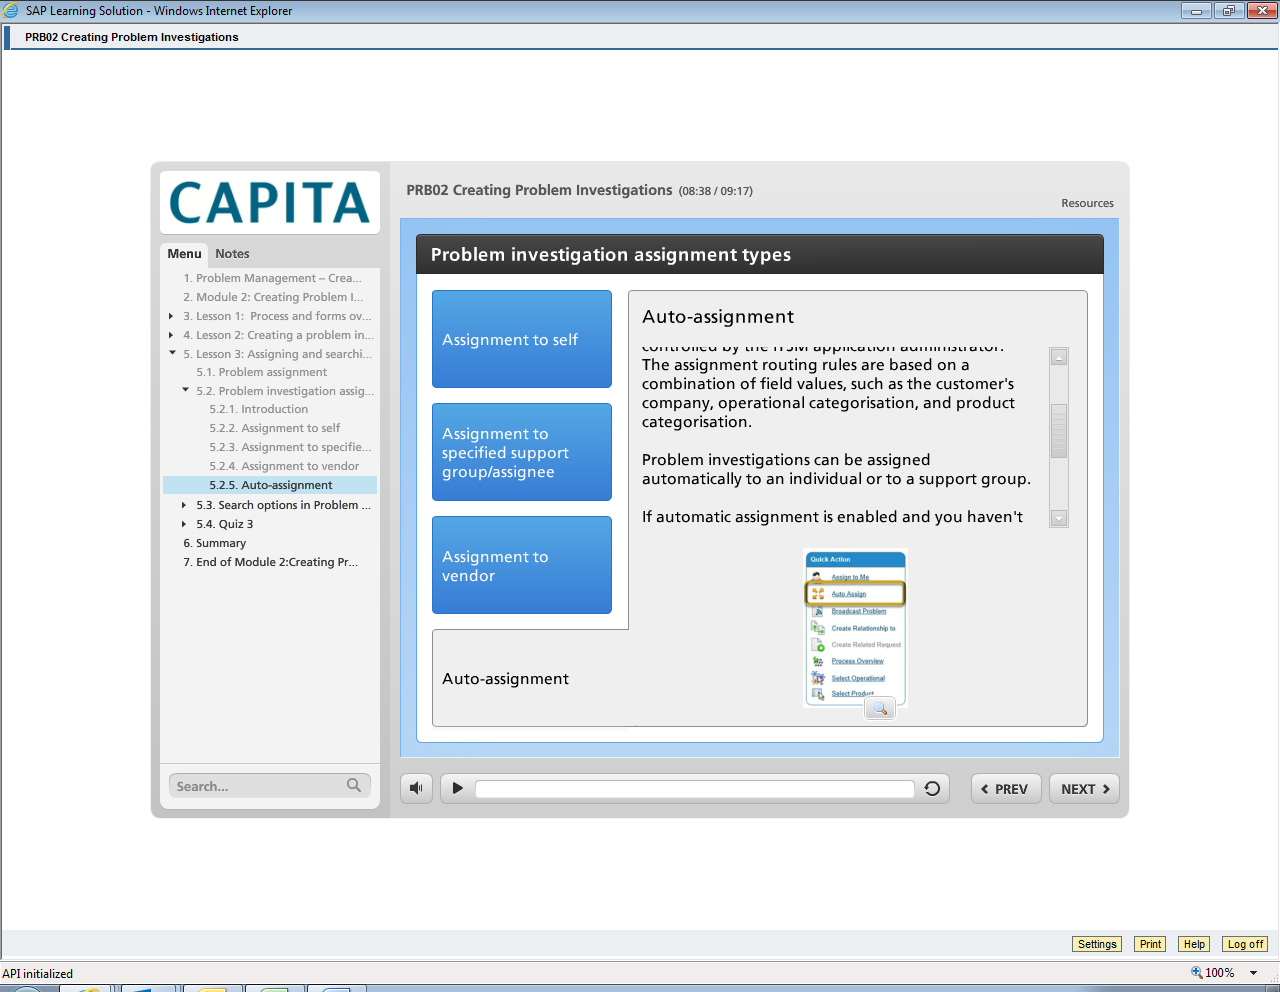 SAP Learning Solution - Windows Internet Explorer
PRB02 Creating Problem Investigations
CAPITA
Menu Notes
1. Problem Management – Crea...
2. Module 2: Creating Problem I...
3. Lesson 1: Process and forms ov...
4. Lesson 2: Creating a problem in...
5. Lesson 3: Assigning and searchi...
5.1. Problem assignment
5.2. Problem investigation assig...
5.2.1. Introduction
5.2.2. Assignment to self
5.2.3. Assignment to specifie...
5.2.4. Assignment to vendor
5.2.5. Auto-assignment
5.3. Search options in Problem ...
5.4. Quiz 3
6. Summary
7. End of Module 2:Creating Pr...
Search...
PRB02 Creating Problem Investigations (08:38 / 09:17)
Resources
Problem investigation assignment types
Assignment to self
Assignment to
specified support
group/assignee
Assignment to
vendor
Auto-assignment
Auto-assignment
controlled by the ITSM application administrator.
The assignment routing rules are based on a
combination of field values, such as the customer's
company, operational categorisation, and product
categorisation.
Problem investigations can be assigned
automatically to an individual or to a support group.
If automatic assignment is enabled and you haven't
Quick Action
Assign to Me
Auto Assign
Broadcast Problem
Create Relationship to
Create Related Request
Process Overview
Select Operational
Select Product
PREV
NEXT
Settings Print Help Log off
API initialized
100%